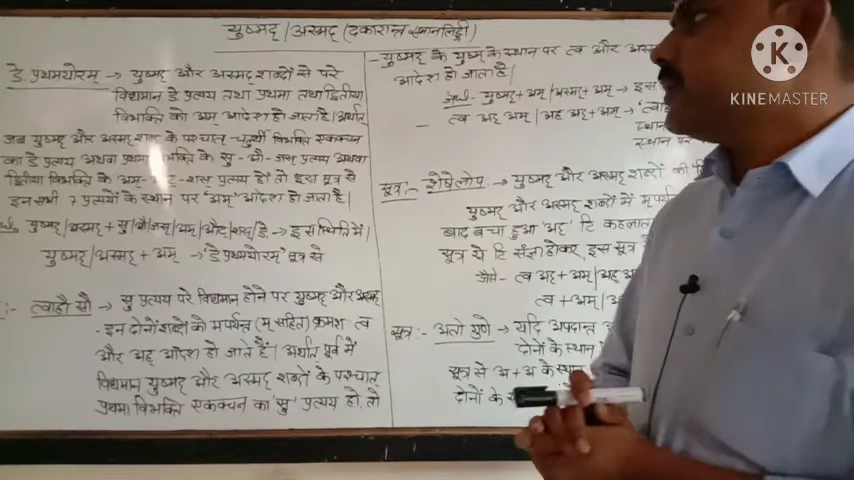 युष्मद् / अस्मद् (दकारान्त समानलिङ्गी)
डे. प्रथमयोरम् → युष्मद् और अस्मद् शब्दों से परे
विद्यमान डे प्रत्यय तथा प्रथमा तथा द्वितीया
विभक्ति को अम् आदेश हो जाता है। अर्थात्
जब युष्मद् और अस्मद् शब्द के पश्चात् चतुर्थी विभक्ति एकवचन
का डे प्रत्यय अथवा प्रथमा विभक्ति के सु-औ-जस् प्रत्यय अथवा
द्वितीया विभक्ति के अम्-औट्-शस् प्रत्यय हों तो इस सूत्र से
इन सभी 7 प्रत्ययों के स्थान पर 'अम्' आदेश हो जाता है।
युष्मद्/अस्मद् + सु/औ/जस्/अम्/औट्/शस्/डे → इस स्थिति में।
युष्मद्/अस्मद् + अम् → 'डे प्रथमयोरम्' सूत्र से
:- त्वाहौ सौ → सु प्रत्यय परे विद्यमान होने पर युष्मद् और अस्मद्
- इन दोनों शब्दों को मपर्यन्त (म् सहित) क्रमश त्व
और अह आदेश हो जाते हैं। अर्थात् पूर्व में
विद्यमान युष्मद् और अस्मद् शब्दों के पश्चात्
प्रथमा विभक्ति एकवचन का 'सु' प्रत्यय हो, तो
- युष्मद् के युष्म् के स्थान पर त्व और अस्म
आदेश हो जाता है।
जैसे- युष्मद् + अम् / अस्मद् + अम् → इस
त्व अद् अम् / अह अद् + अम् → 'त्वाहौ
स्थान
स्थान पर
सूत्र:- शेषेलोप: → युष्मद् और अस्मद् शब्दों की
युष्मद् और अस्मद् शब्दों में म् पर्य
बाद बचा हुआ 'अद्' टि कहलाता
सूत्र से टि संज्ञा होकर, इस सूत्र
जैसे- त्व अद् + अम् / अह अ
त्व + अम् / अ
सूत्र:- अतो गुणे → यदि अपदान्त अ
दोनों के स्थान
सूत्र से अ + अ के स्थान
दोनों के स्
K
KINEMASTER